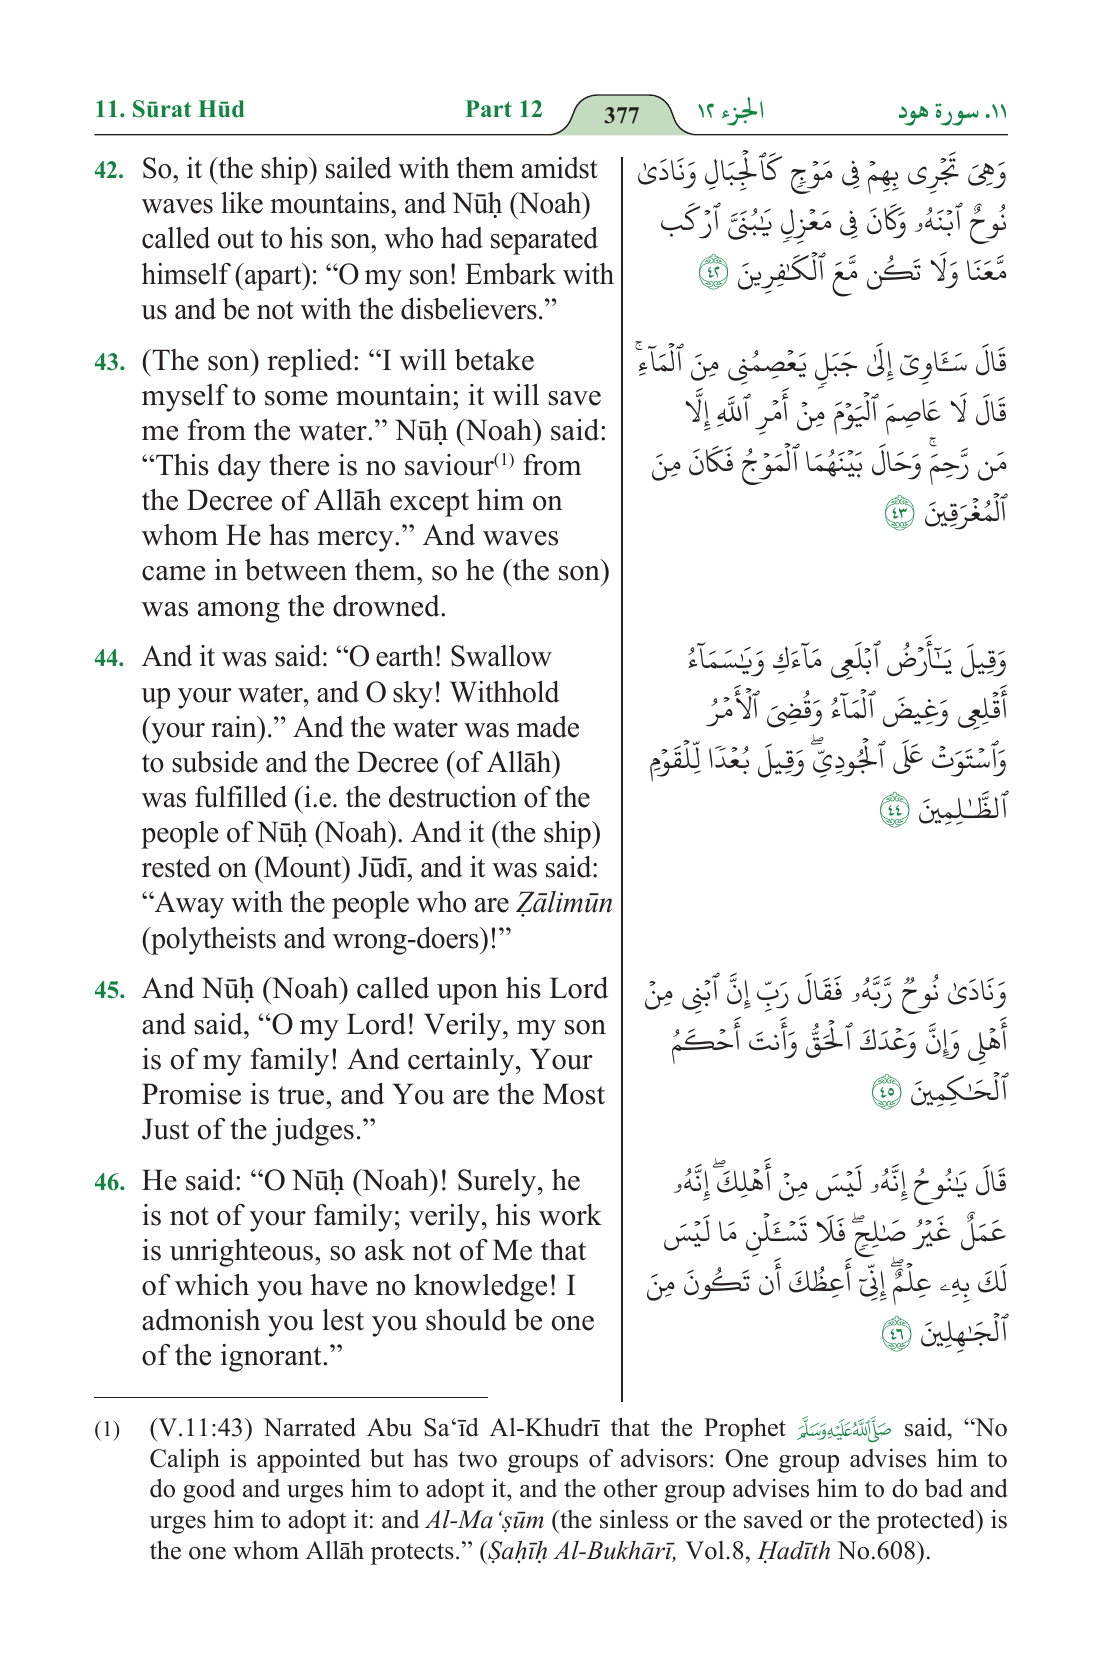 11. Sūrat Hūd
Part 12
377
الجزء ١٢
١١. سورة هود
42. So, it (the ship) sailed with them amidst
waves like mountains, and Nūḥ (Noah)
called out to his son, who had separated
himself (apart): “O my son! Embark with
us and be not with the disbelievers.”
43. (The son) replied: “I will betake
myself to some mountain; it will save
me from the water.” Nūḥ (Noah) said:
“This day there is no saviour(1) from
the Decree of Allāh except him on
whom He has mercy.” And waves
came in between them, so he (the son)
was among the drowned.
44. And it was said: “O earth! Swallow
up your water, and O sky! Withhold
(your rain).” And the water was made
to subside and the Decree (of Allāh)
was fulfilled (i.e. the destruction of the
people of Nūḥ (Noah). And it (the ship)
rested on (Mount) Jūdī, and it was said:
“Away with the people who are Ẓālimūn
(polytheists and wrong-doers)!”
45. And Nūḥ (Noah) called upon his Lord
and said, “O my Lord! Verily, my son
is of my family! And certainly, Your
Promise is true, and You are the Most
Just of the judges.”
46. He said: “O Nūḥ (Noah)! Surely, he
is not of your family; verily, his work
is unrighteous, so ask not of Me that
of which you have no knowledge! I
admonish you lest you should be one
of the ignorant.”
وَهِيَ تَجْرِى بِهِمْ فِى مَوْجٍ كَٱلْجِبَالِ وَنَادَىٰ
نُوحٌ ٱبْنَهُۥ وَكَانَ فِى مَعْزِلٍ يَٰبُنَىَّ ٱرْكَب
مَّعَنَا وَلَا تَكُن مَّعَ ٱلْكَٰفِرِينَ ٤٢
قَالَ سَـَٔاوِىٓ إِلَىٰ جَبَلٍ يَعْصِمُنِى مِنَ ٱلْمَآءِ ۚ
قَالَ لَا عَاصِمَ ٱلْيَوْمَ مِنْ أَمْرِ ٱللَّهِ إِلَّا
مَن رَّحِمَ ۚ وَحَالَ بَيْنَهُمَا ٱلْمَوْجُ فَكَانَ مِنَ
ٱلْمُغْرَقِينَ ٤٣
وَقِيلَ يَٰٓأَرْضُ ٱبْلَعِى مَآءَكِ وَيَٰسَمَآءُ
أَقْلِعِى وَغِيضَ ٱلْمَآءُ وَقُضِىَ ٱلْأَمْرُ
وَٱسْتَوَتْ عَلَى ٱلْجُودِىِّ ۖ وَقِيلَ بُعْدًا لِّلْقَوْمِ
ٱلظَّٰلِمِينَ ٤٤
وَنَادَىٰ نُوحٌ رَّبَّهُۥ فَقَالَ رَبِّ إِنَّ ٱبْنِى مِنْ
أَهْلِى وَإِنَّ وَعْدَكَ ٱلْحَقُّ وَأَنتَ أَحْكَمُ
ٱلْحَٰكِمِينَ ٤٥
قَالَ يَٰنُوحُ إِنَّهُۥ لَيْسَ مِنْ أَهْلِكَ ۖ إِنَّهُۥ
عَمَلٌ غَيْرُ صَٰلِحٍ ۖ فَلَا تَسْـَٔلْنِ مَا لَيْسَ
لَكَ بِهِۦ عِلْمٌ ۖ إِنِّىٓ أَعِظُكَ أَن تَكُونَ مِنَ
ٱلْجَٰهِلِينَ ٤٦
(1) (V.11:43) Narrated Abu Sa‘īd Al-Khudrī that the Prophet صلى الله عليه وسلم said, “No
Caliph is appointed but has two groups of advisors: One group advises him to
do good and urges him to adopt it, and the other group advises him to do bad and
urges him to adopt it: and Al-Ma‘ṣūm (the sinless or the saved or the protected) is
the one whom Allāh protects.” (Ṣaḥīḥ Al-Bukhārī, Vol.8, Ḥadīth No.608).